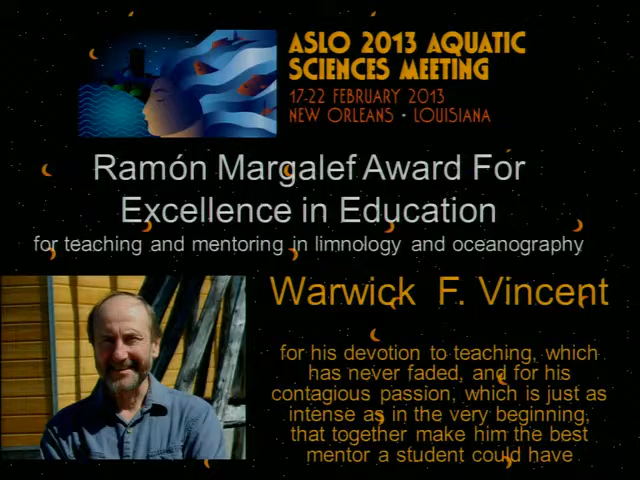 ASLO 2013 AQUATIC
SCIENCES MEETING
17-22 FEBRUARY 2013
NEW ORLEANS • LOUISIANA
Ramón Margalef Award For
Excellence in Education
for teaching and mentoring in limnology and oceanography
Warwick F. Vincent
for his devotion to teaching, which
has never faded, and for his
contagious passion, which is just as
intense as in the very beginning,
that together make him the best
mentor a student could have